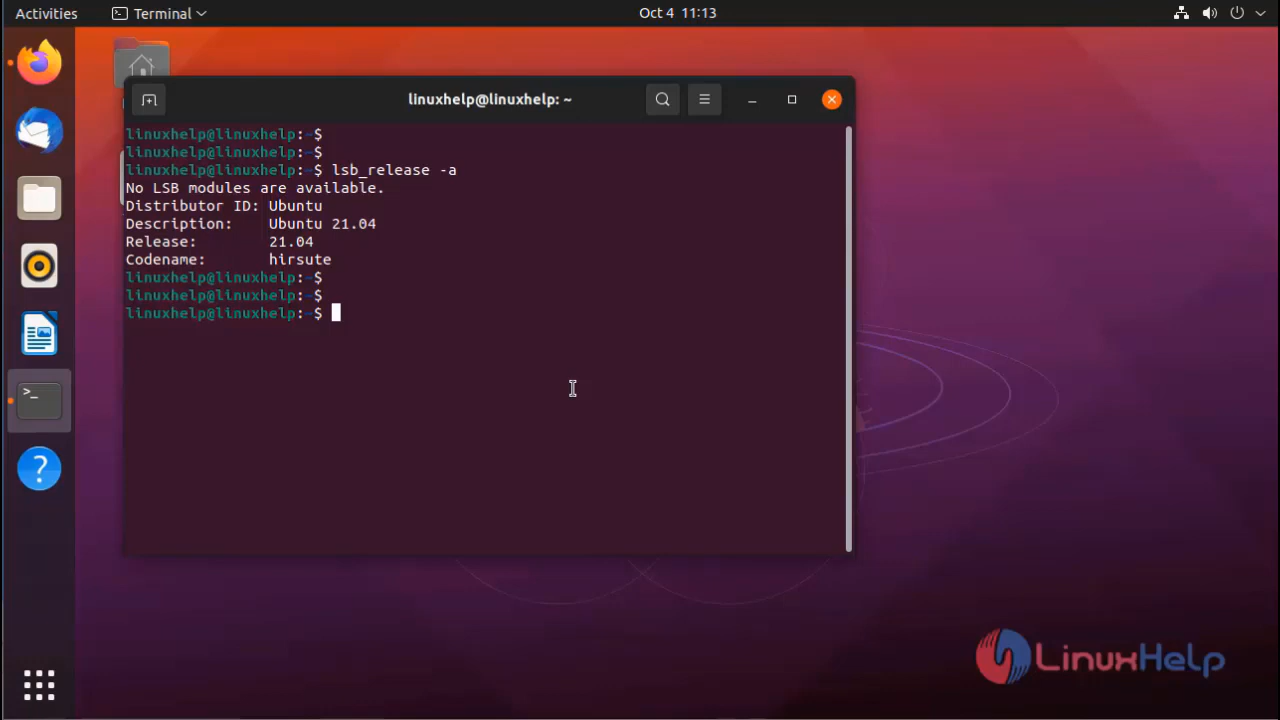 Activities Terminal Oct 4 11:13
linuxhelp@linuxhelp: ~
linuxhelp@linuxhelp:~$
linuxhelp@linuxhelp:~$
linuxhelp@linuxhelp:~$ lsb_release -a
No LSB modules are available.
Distributor ID: Ubuntu
Description: Ubuntu 21.04
Release: 21.04
Codename: hirsute
linuxhelp@linuxhelp:~$
linuxhelp@linuxhelp:~$
linuxhelp@linuxhelp:~$
LinuxHelp